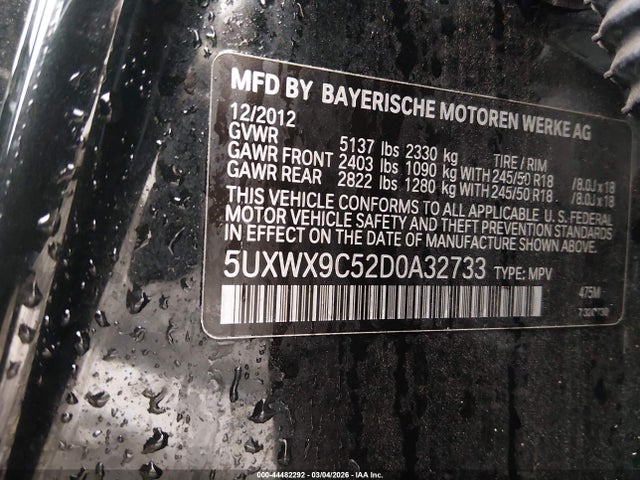 MFD BY BAYERISCHE MOTOREN WERKE AG
12/2012
GVWR 5137 lbs 2330 kg TIRE / RIM
GAWR FRONT 2403 lbs 1090 kg WITH 245/50 R18 /8.0J x 18
GAWR REAR 2822 lbs 1280 kg WITH 245/50 R18 /8.0J x 18
THIS VEHICLE CONFORMS TO ALL APPLICABLE U.S. FEDERAL
MOTOR VEHICLE SAFETY AND THEFT PREVENTION STANDARDS
IN EFFECT ON THE DATE OF MANUFACTURE SHOWN ABOVE.
5UXWX9C52D0A32733 TYPE: MPV
475M
000-44482292 - 03/04/2026 - IAA Inc.